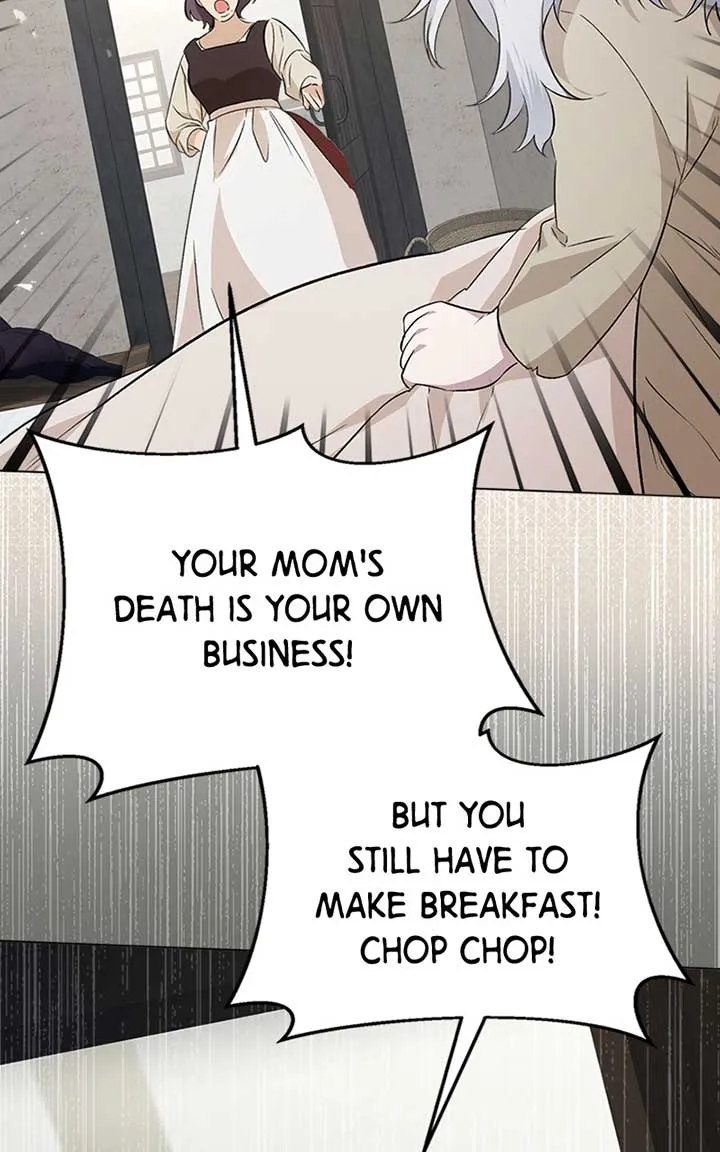 YOUR MOM'S
DEATH IS YOUR OWN
BUSINESS!
BUT YOU
STILL HAVE TO
MAKE BREAKFAST!
CHOP CHOP!